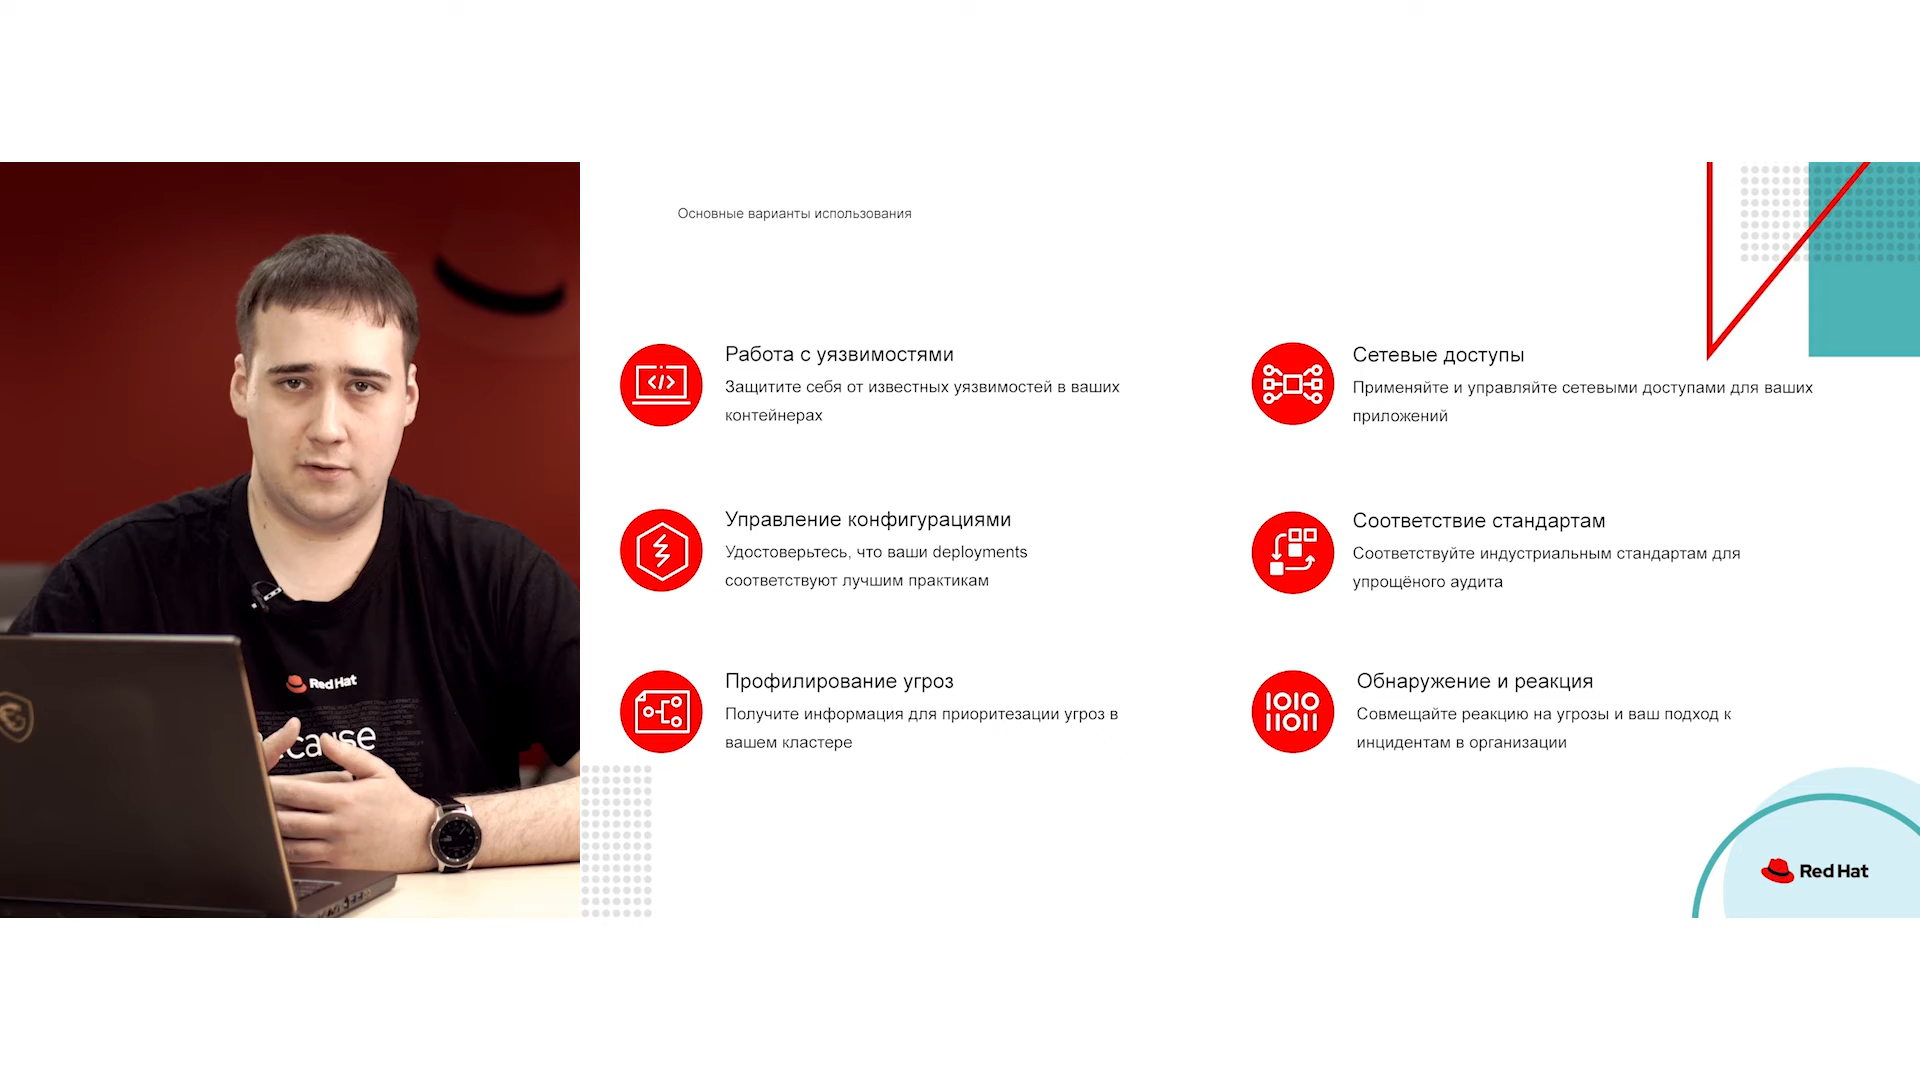 Основные варианты использования
Работа с уязвимостями
Защитите себя от известных уязвимостей в ваших
контейнерах
Управление конфигурациями
Удостоверьтесь, что ваши deployments
соответствуют лучшим практикам
Профилирование угроз
Получите информация для приоритезации угроз в
вашем кластере
Сетевые доступы
Применяйте и управляйте сетевыми доступами для ваших
приложений
Соответствие стандартам
Соответствуйте индустриальным стандартам для
упрощёного аудита
Обнаружение и реакция
Совмещайте реакцию на угрозы и ваш подход к
инцидентам в организации
1010
11011
Red Hat
Red Hat